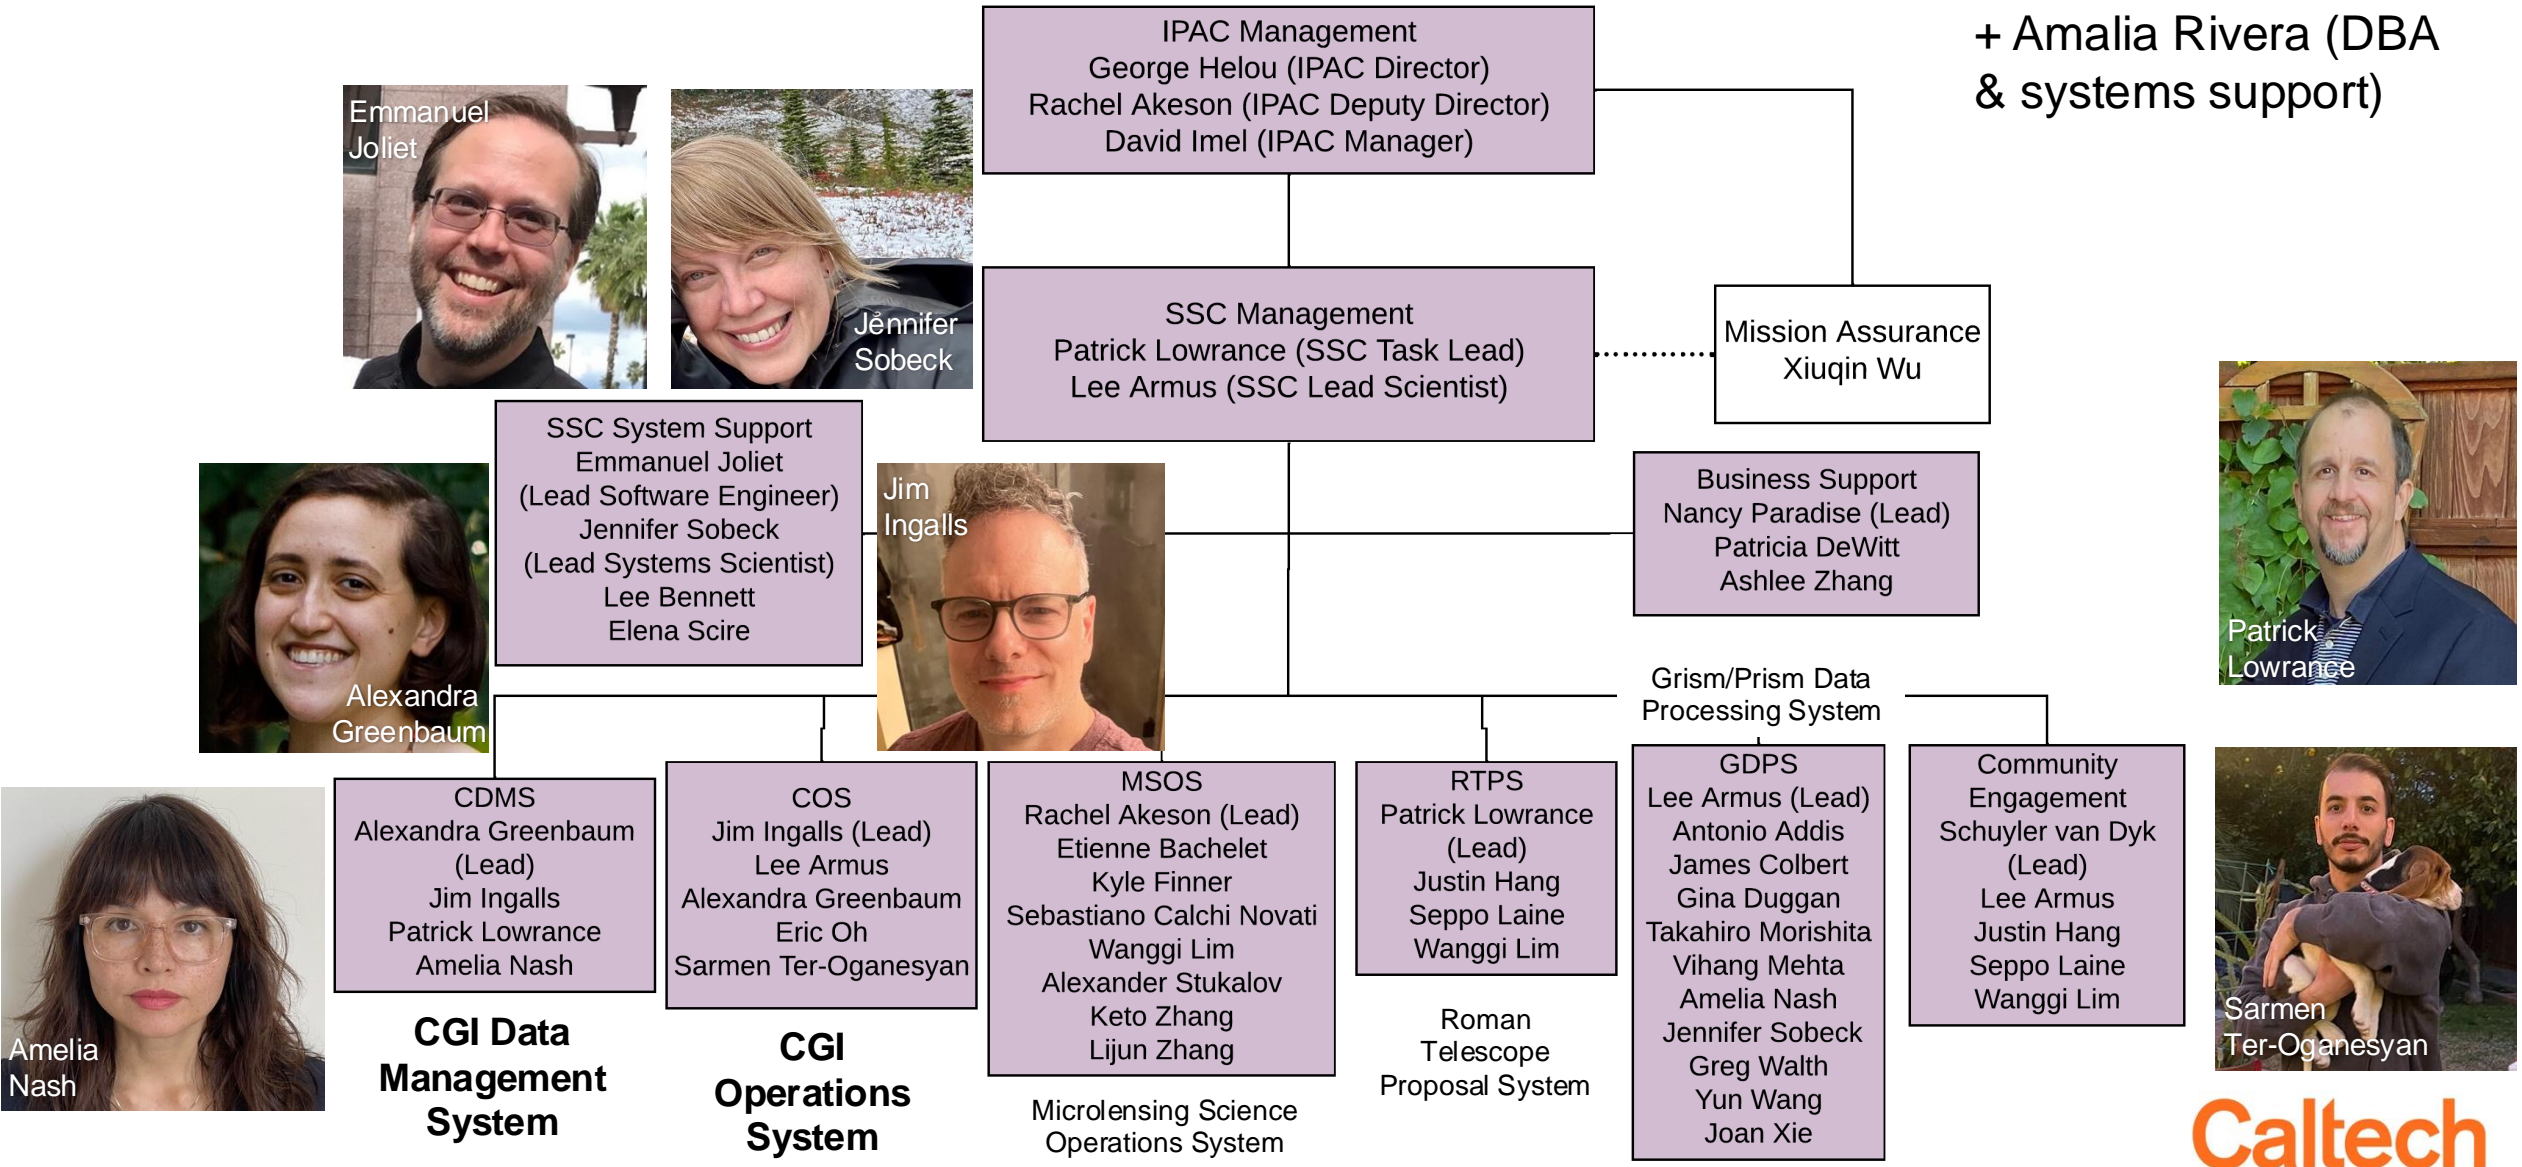 IPAC Management
George Helou (IPAC Director)
Rachel Akeson (IPAC Deputy Director)
David Imel (IPAC Manager)
+ Amalia Rivera (DBA
& systems support)
Emmanuel
Joliet
Jennifer
Sobeck
SSC Management
Patrick Lowrance (SSC Task Lead)
Lee Armus (SSC Lead Scientist)
Mission Assurance
Xiuqin Wu
SSC System Support
Emmanuel Joliet
(Lead Software Engineer)
Jennifer Sobeck
(Lead Systems Scientist)
Lee Bennett
Elena Scire
Jim
Ingalls
Business Support
Nancy Paradise (Lead)
Patricia DeWitt
Ashlee Zhang
Patrick
Lowrance
Alexandra
Greenbaum
Grism/Prism Data
Processing System
Amelia
Nash
CDMS
Alexandra Greenbaum
(Lead)
Jim Ingalls
Patrick Lowrance
Amelia Nash
CGI Data
Management
System
COS
Jim Ingalls (Lead)
Lee Armus
Alexandra Greenbaum
Eric Oh
Sarmen Ter-Oganesyan
CGI
Operations
System
MSOS
Rachel Akeson (Lead)
Etienne Bachelet
Kyle Finner
Sebastiano Calchi Novati
Wanggi Lim
Alexander Stukalov
Keto Zhang
Lijun Zhang
Microlensing Science
Operations System
RTPS
Patrick Lowrance
(Lead)
Justin Hang
Seppo Laine
Wanggi Lim
Roman
Telescope
Proposal System
GDPS
Lee Armus (Lead)
Antonio Addis
James Colbert
Gina Duggan
Takahiro Morishita
Vihang Mehta
Amelia Nash
Jennifer Sobeck
Greg Walth
Yun Wang
Joan Xie
Community
Engagement
Schuyler van Dyk
(Lead)
Lee Armus
Justin Hang
Seppo Laine
Wanggi Lim
Sarmen
Ter-Oganesyan
Caltech